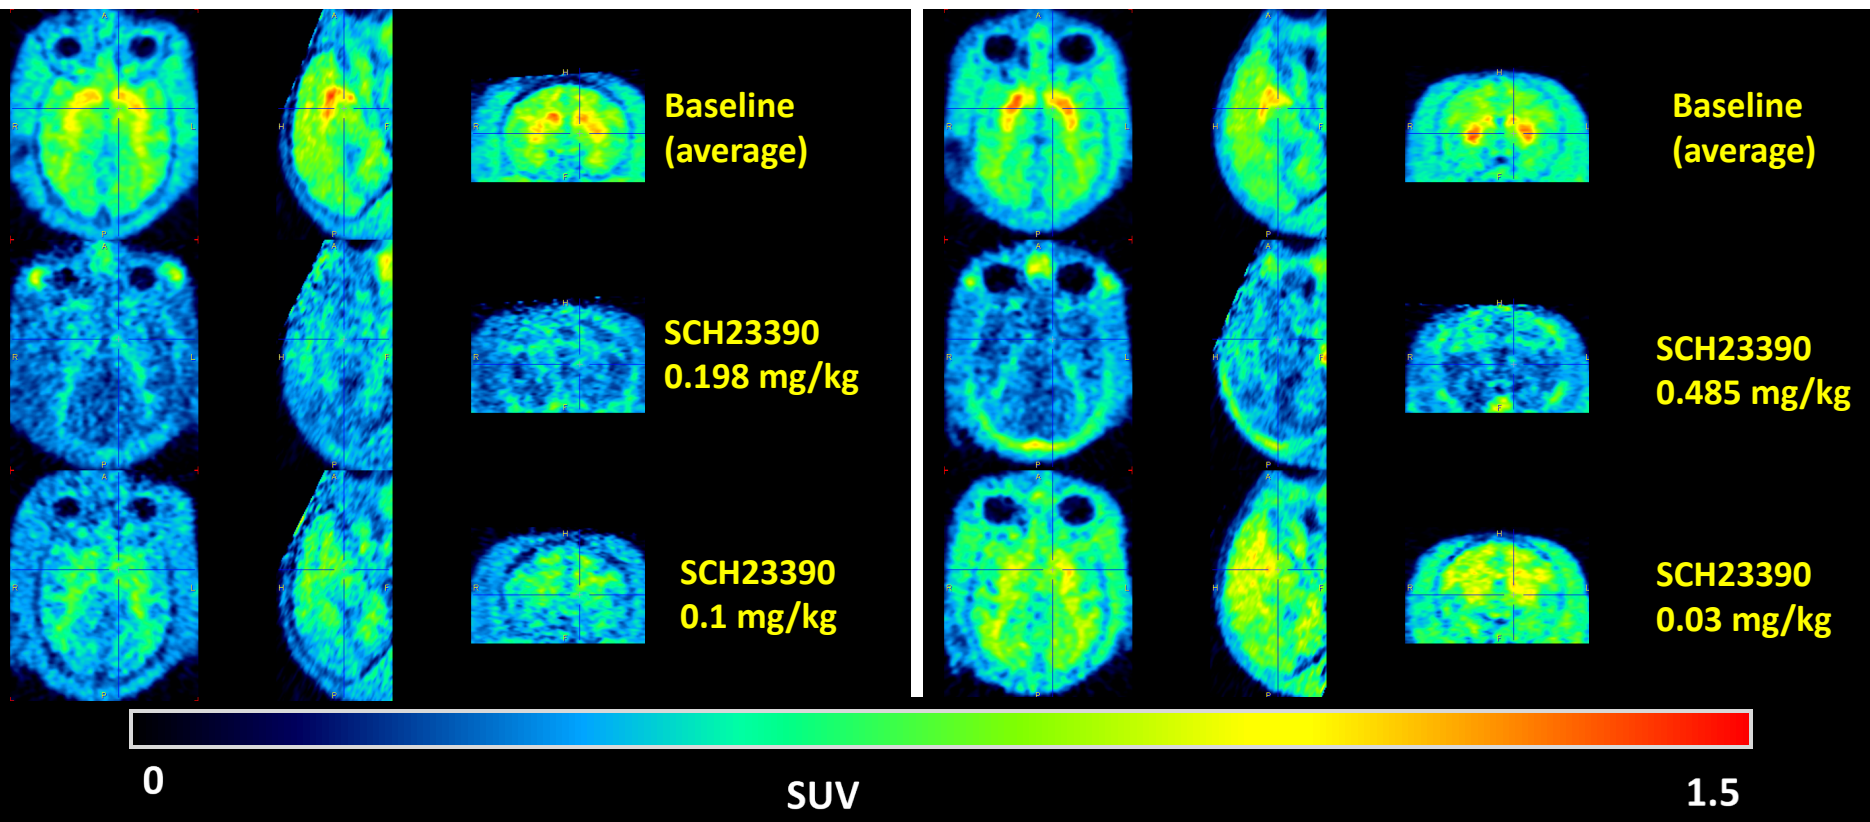 Baseline
(average)
SCH23390
0.198 mg/kg
SCH23390
0.1 mg/kg
Baseline
(average)
SCH23390
0.485 mg/kg
SCH23390
0.03 mg/kg
0
SUV
1.5